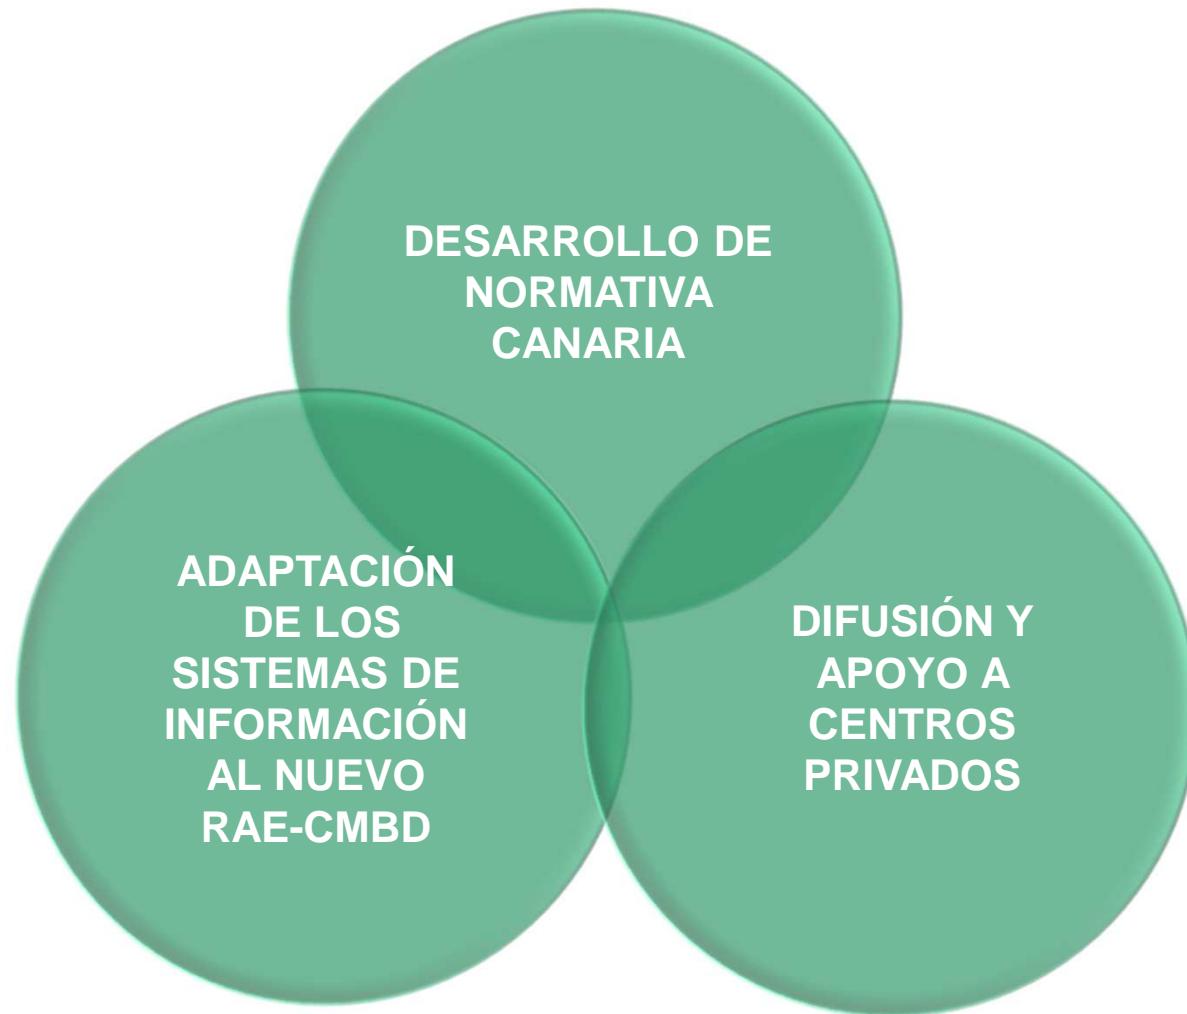 DESARROLLO DE
NORMATIVA
CANARIA
ADAPTACIÓN
DE LOS
SISTEMAS DE
INFORMACIÓN
AL NUEVO
RAE-CMBD
DIFUSIÓN Y
APOYO A
CENTROS
PRIVADOS